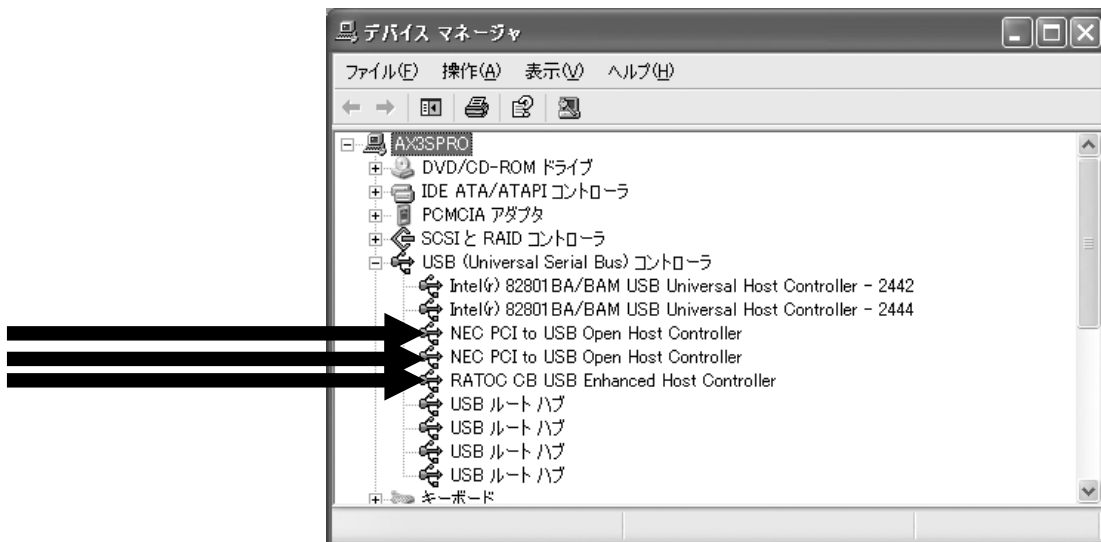 デバイス マネージャ
ファイル(F) 操作(A) 表示(V) ヘルプ(H)
AX3SPRO
DVD/CD-ROM ドライブ
IDE ATA/ATAPI コントローラ
PCMCIA アダプタ
SCSI と RAID コントローラ
USB (Universal Serial Bus) コントローラ
Intel(r) 82801BA/BAM USB Universal Host Controller - 2442
Intel(r) 82801BA/BAM USB Universal Host Controller - 2444
NEC PCI to USB Open Host Controller
NEC PCI to USB Open Host Controller
RATOC CB USB Enhanced Host Controller
USB ルート ハブ
USB ルート ハブ
USB ルート ハブ
USB ルート ハブ
キーボード